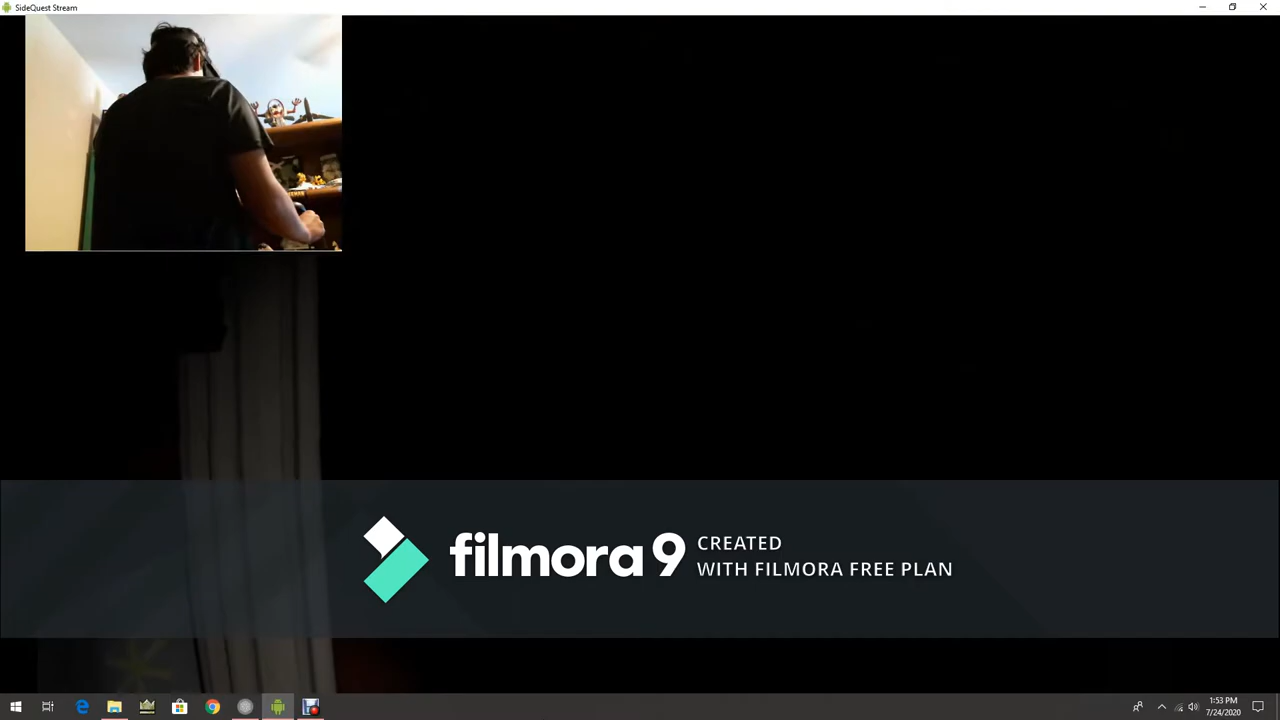 SideQuest Stream
filmora 9
CREATED
WITH FILMORA FREE PLAN
1:53 PM
7/24/2020